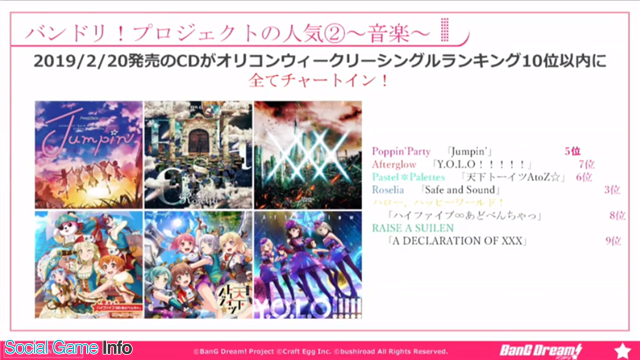 バンドリ！プロジェクトの人気②～音楽～
2019/2/20発売のCDがオリコンウィークリーシングルランキング10位以内に
全てチャートイン！
Jumpin'
XXX
Y.O.L.O!!!!!
Poppin'Party 「Jumpin'」 5位
Afterglow 「Y.O.L.O！！！！！」 7位
Pastel＊Palettes 「天下トーイツAtoZ☆」 6位
Roselia 「Safe and Sound」 3位
ハロー、ハッピーワールド！
「ハイファイブ∞あどべんちゃっ」 8位
RAISE A SUILEN
「A DECLARATION OF XXX」 9位
Social Game Info
©BanG Dream! Project ©Craft Egg Inc. ©bushiroad All Rights Reserved.
BanG Dream!